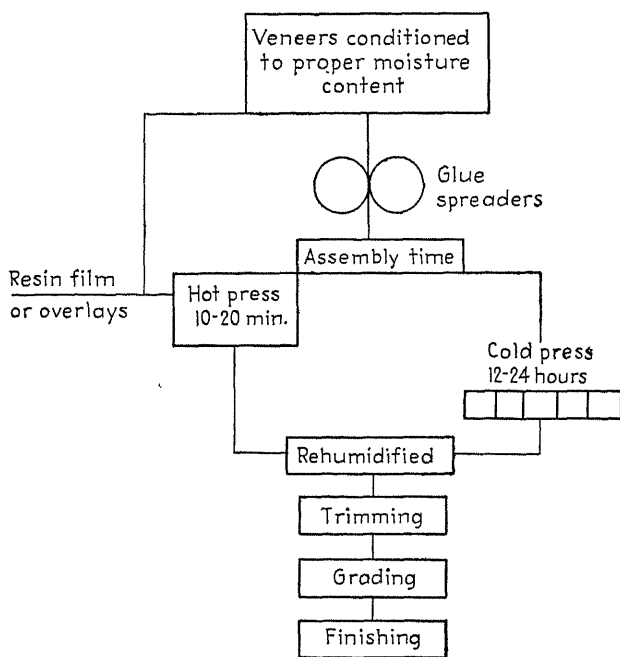 Veneers conditioned
to proper moisture
content
Glue
spreaders
Assembly time
Resin film
or overlays
Hot press
10-20 min.
Cold press
12-24 hours
Rehumidified
Trimming
Grading
Finishing